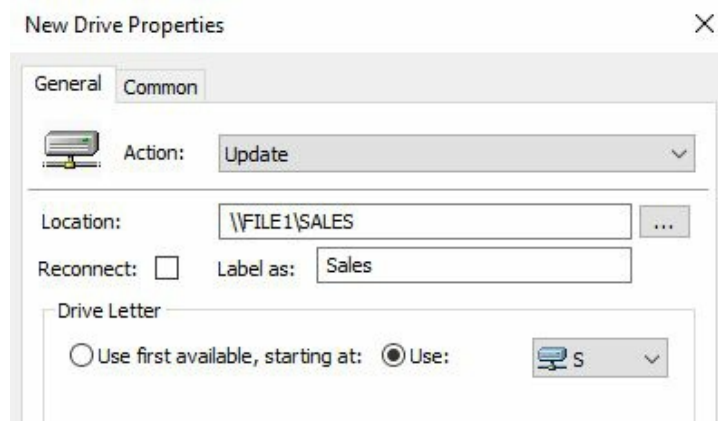 New Drive Properties
General Common
Action: Update
Location: \\FILE1\SALES ...
Reconnect: Label as: Sales
Drive Letter
Use first available, starting at: Use: S